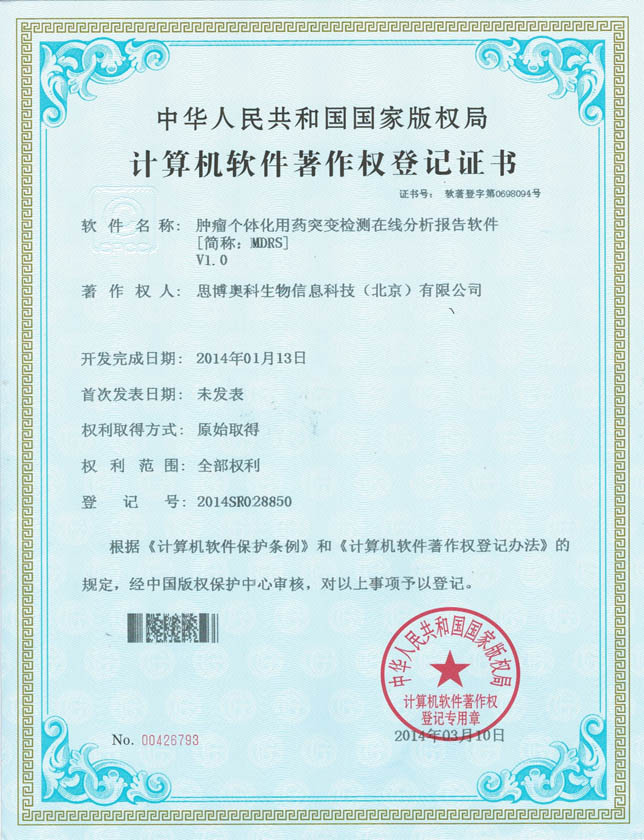 中华人民共和国国家版权局
计算机软件著作权登记证书
证书号： 软著登字第0698094号
CPCC
软件名称： 肿瘤个体化用药突变检测在线分析报告软件
[简称：MDRS]
V1.0
著作权人： 思博奥科生物信息科技（北京）有限公司
开发完成日期： 2014年01月13日
首次发表日期： 未发表
权利取得方式： 原始取得
权利范围： 全部权利
登记号： 2014SR028850
根据《计算机软件保护条例》和《计算机软件著作权登记办法》的
规定，经中国版权保护中心审核，对以上事项予以登记。
中华人民共和国国家版权局
计算机软件著作权
登记专用章
No. 00426793
2014年03月10日